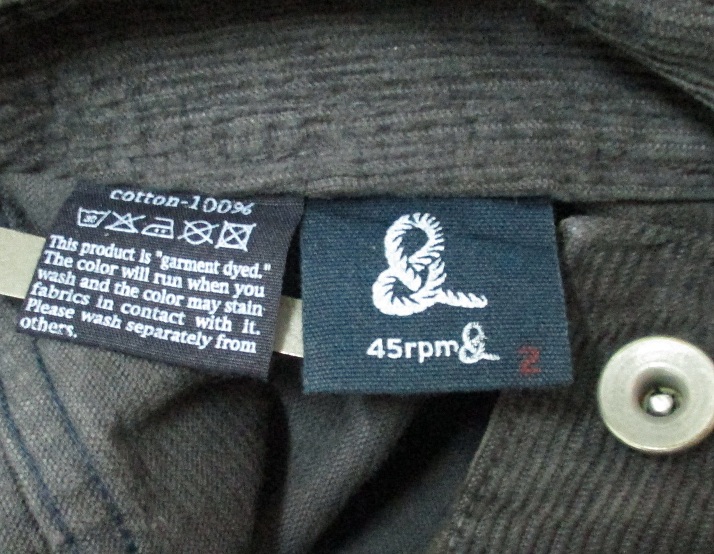 cotton-100%
This product is "garment dyed."
The color will run when you
wash and the color may stain
fabrics in contact with it.
Please wash separately from
others.
&
45rpm&
2